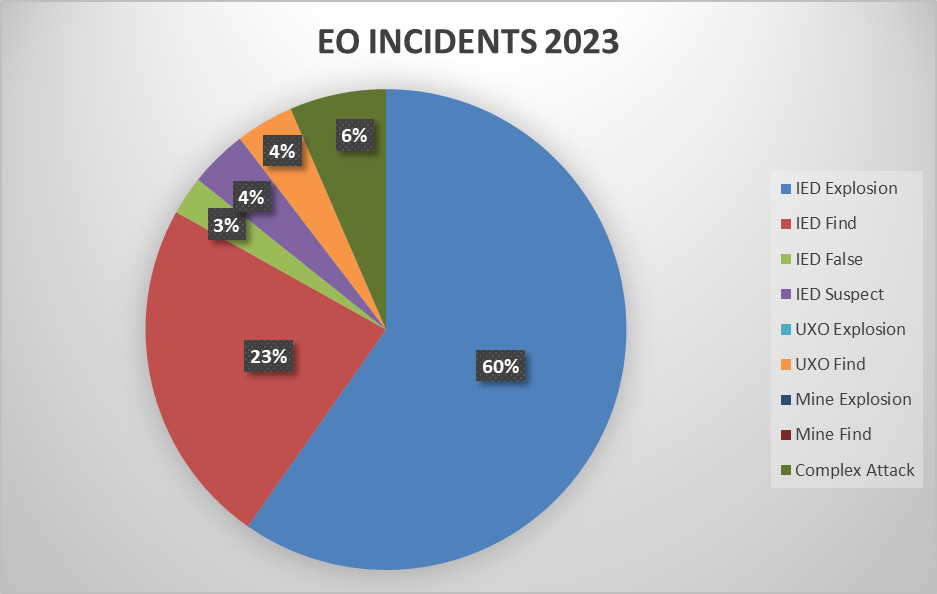 EO INCIDENTS 2023
6%
4%
4%
3%
23%
60%
IED Explosion
IED Find
IED False
IED Suspect
UXO Explosion
UXO Find
Mine Explosion
Mine Find
Complex Attack